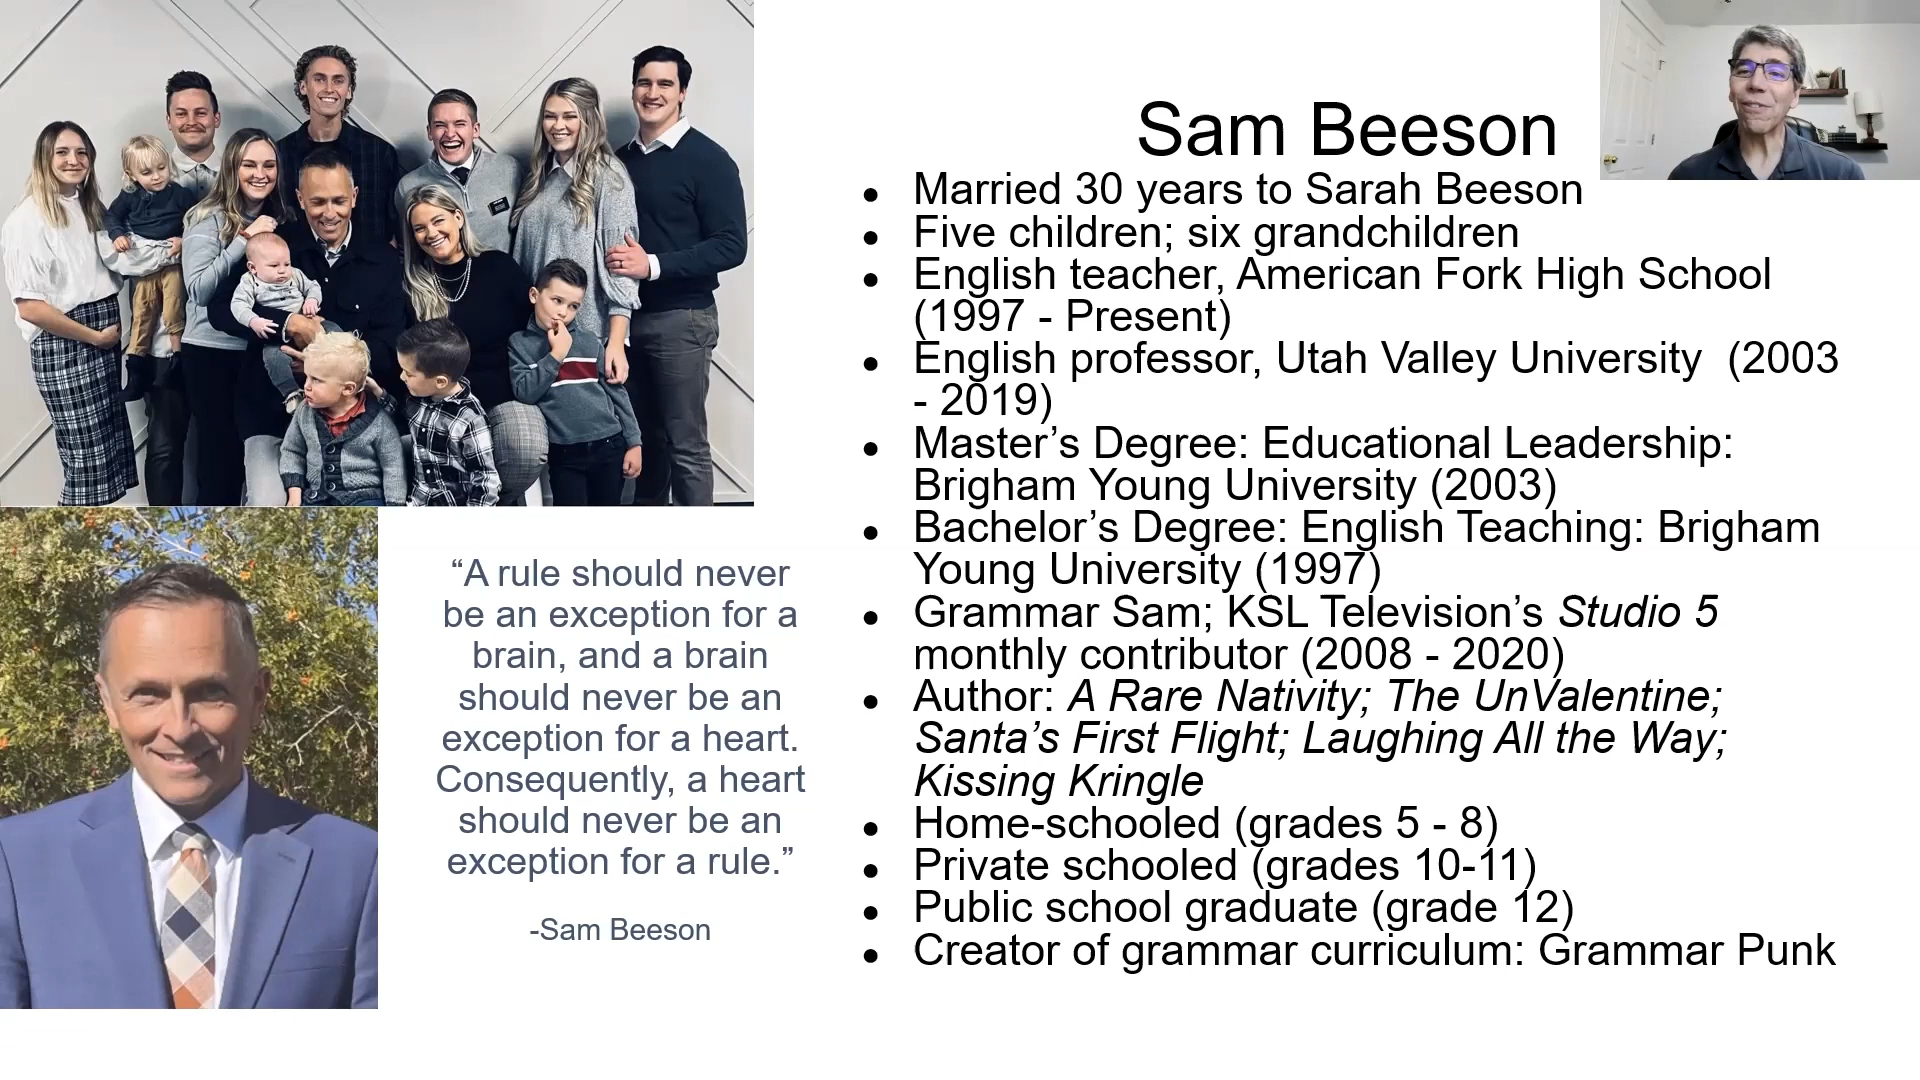 Sam Beeson
● Married 30 years to Sarah Beeson
● Five children; six grandchildren
● English teacher, American Fork High School
(1997 - Present)
● English professor, Utah Valley University  (2003
- 2019)
● Master’s Degree: Educational Leadership:
Brigham Young University (2003)
● Bachelor’s Degree: English Teaching: Brigham
Young University (1997)
● Grammar Sam; KSL Television’s Studio 5
monthly contributor (2008 - 2020)
● Author: A Rare Nativity; The UnValentine;
Santa’s First Flight; Laughing All the Way;
Kissing Kringle
● Home-schooled (grades 5 - 8)
● Private schooled (grades 10-11)
● Public school graduate (grade 12)
● Creator of grammar curriculum: Grammar Punk
“A rule should never
be an exception for a
brain, and a brain
should never be an
exception for a heart.
Consequently, a heart
should never be an
exception for a rule.”
-Sam Beeson